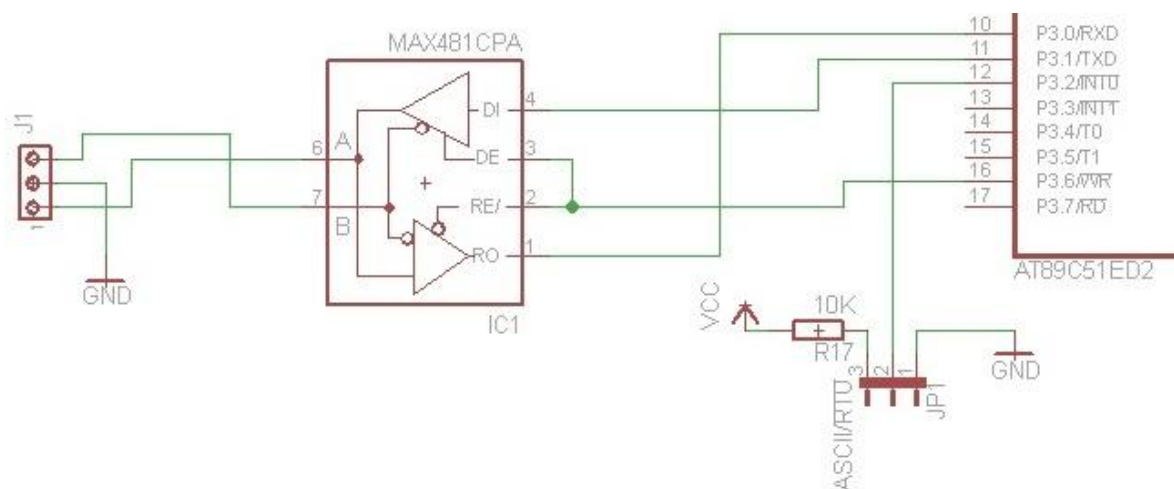 MAX481CPA
J1
1
GND
6
A
7
B
DI
4
DE
3
RE/
2
RO
1
IC1
10
P3.0/RXD
11
P3.1/TXD
12
P3.2/INT0
13
P3.3/INT1
14
P3.4/T0
15
P3.5/T1
16
P3.6/WR
17
P3.7/RD
AT89C51ED2
VCC
10K
R17
3
2
1
JP1
GND
ASCII/RTU